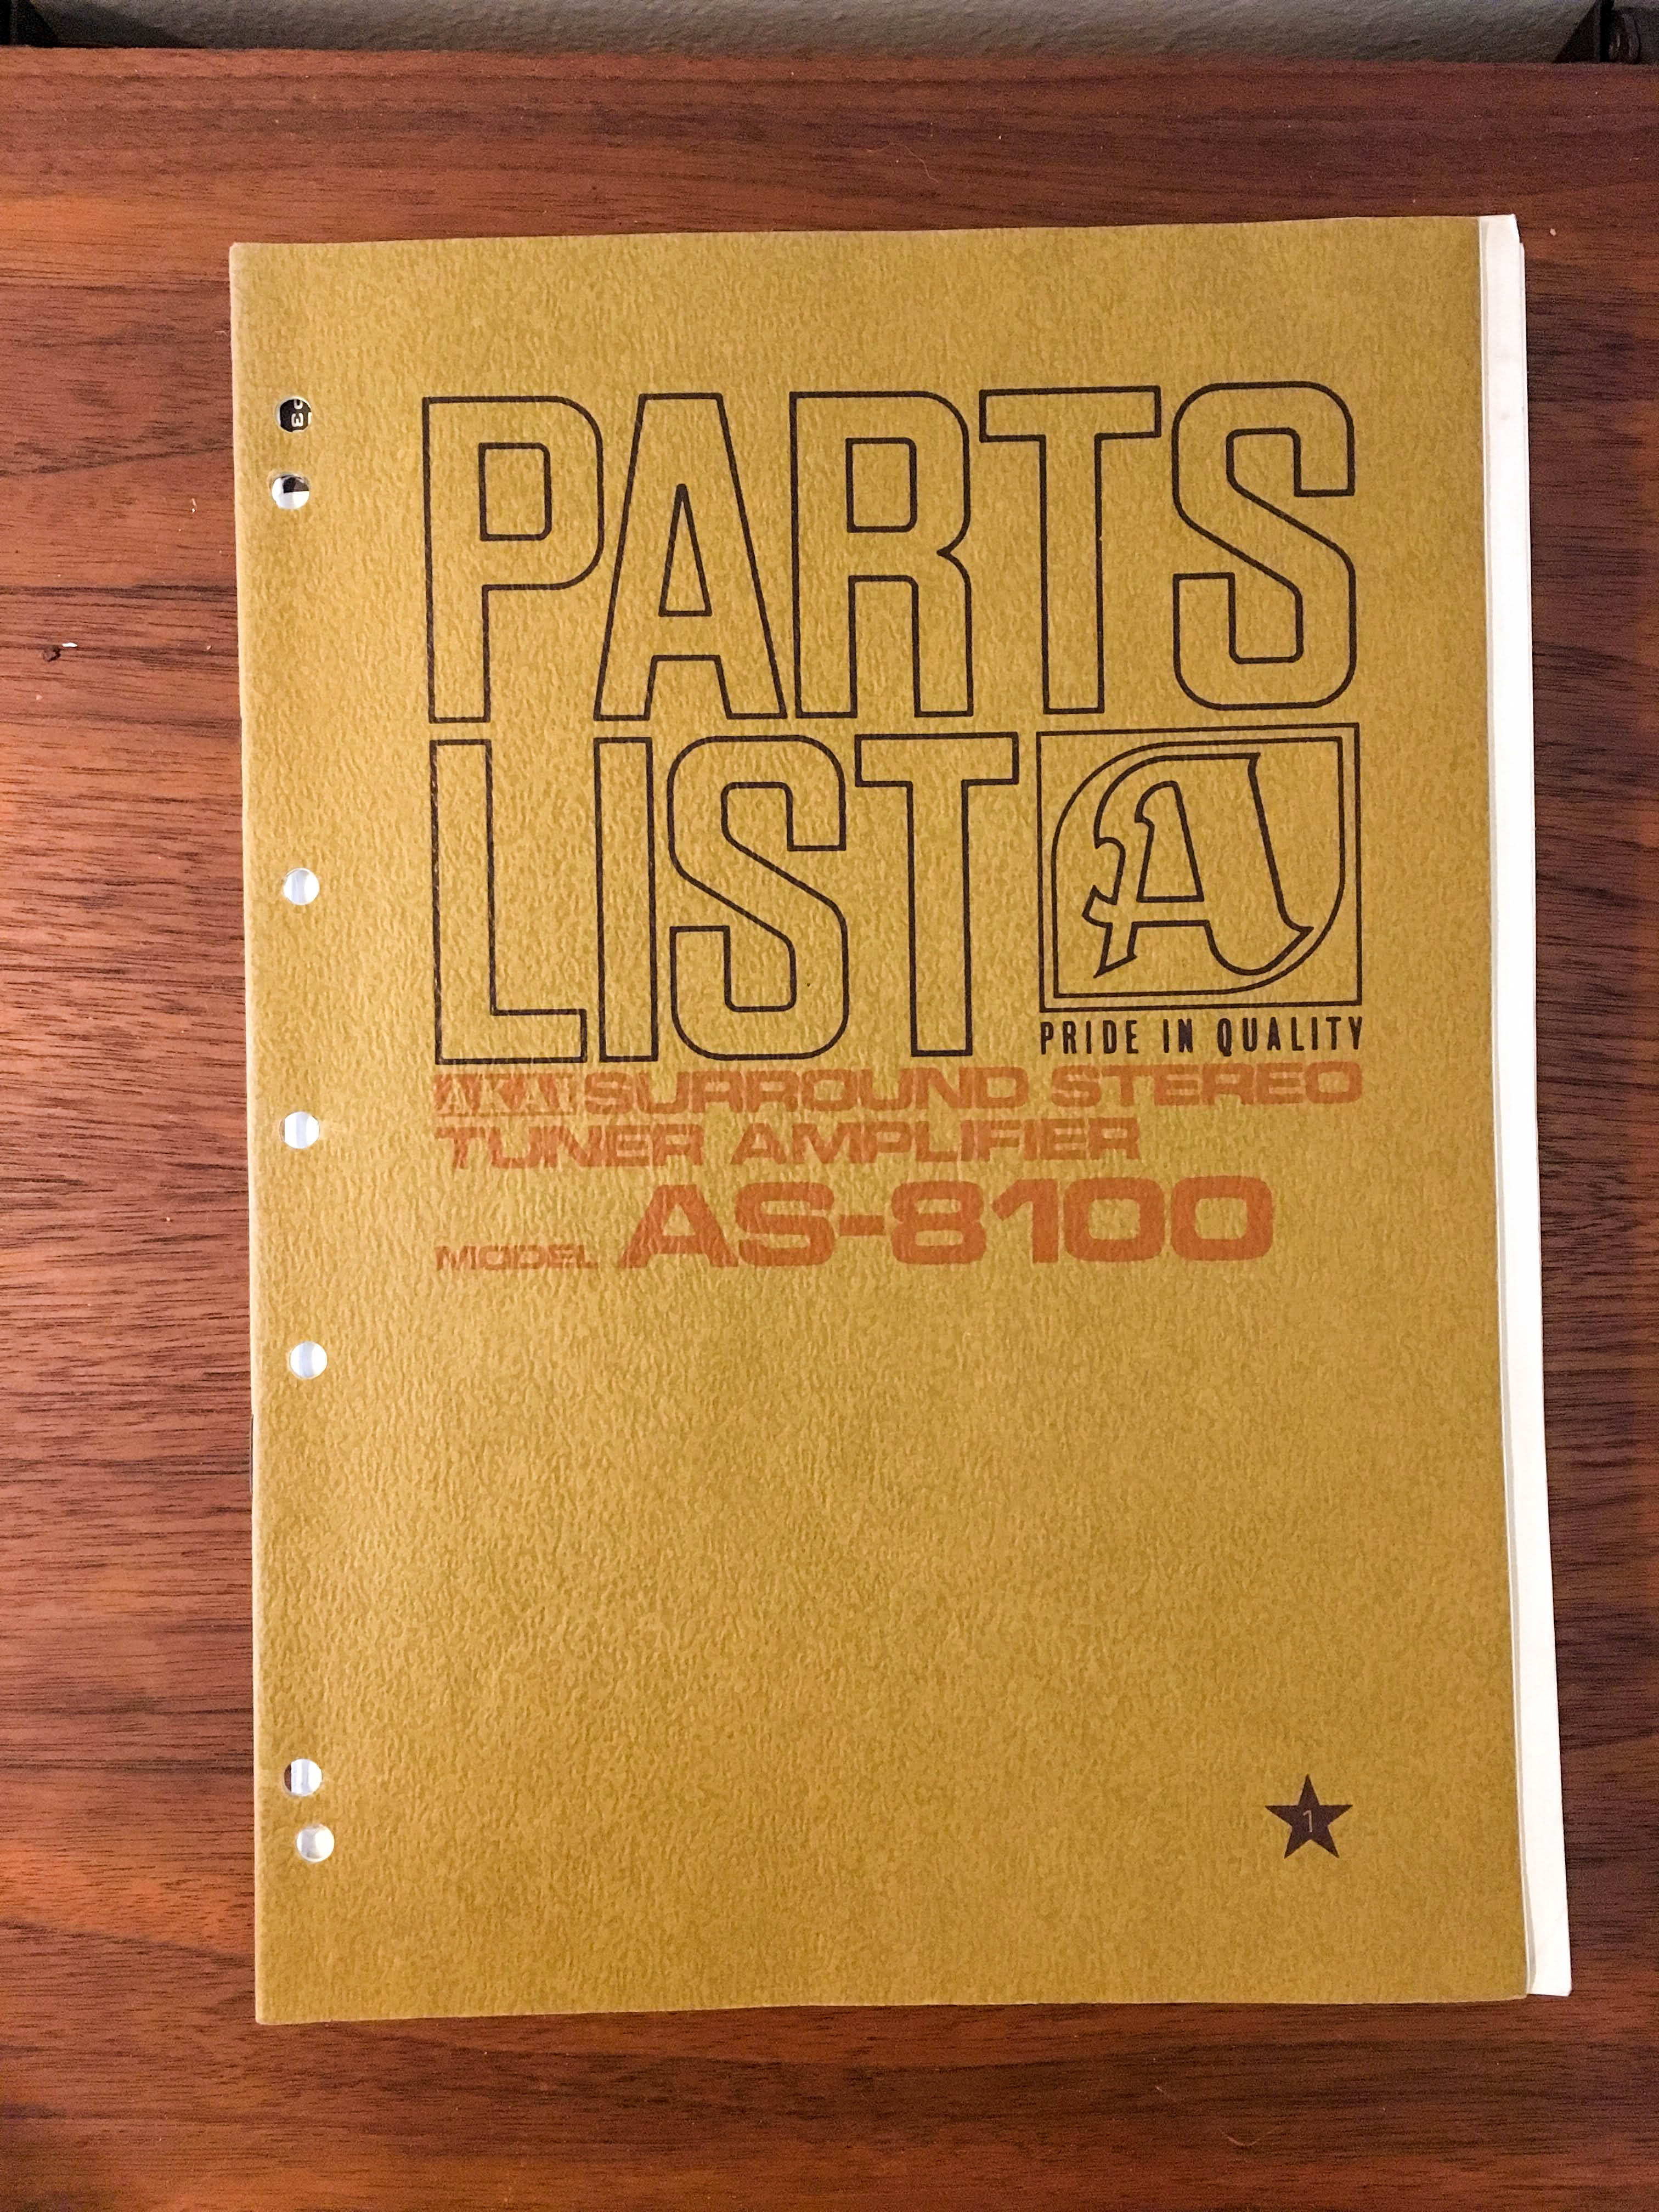 PARTS
LIST A
PRIDE IN QUALITY
AKAI SURROUND STEREO
TUNER AMPLIFIER
MODEL AS-8100
1